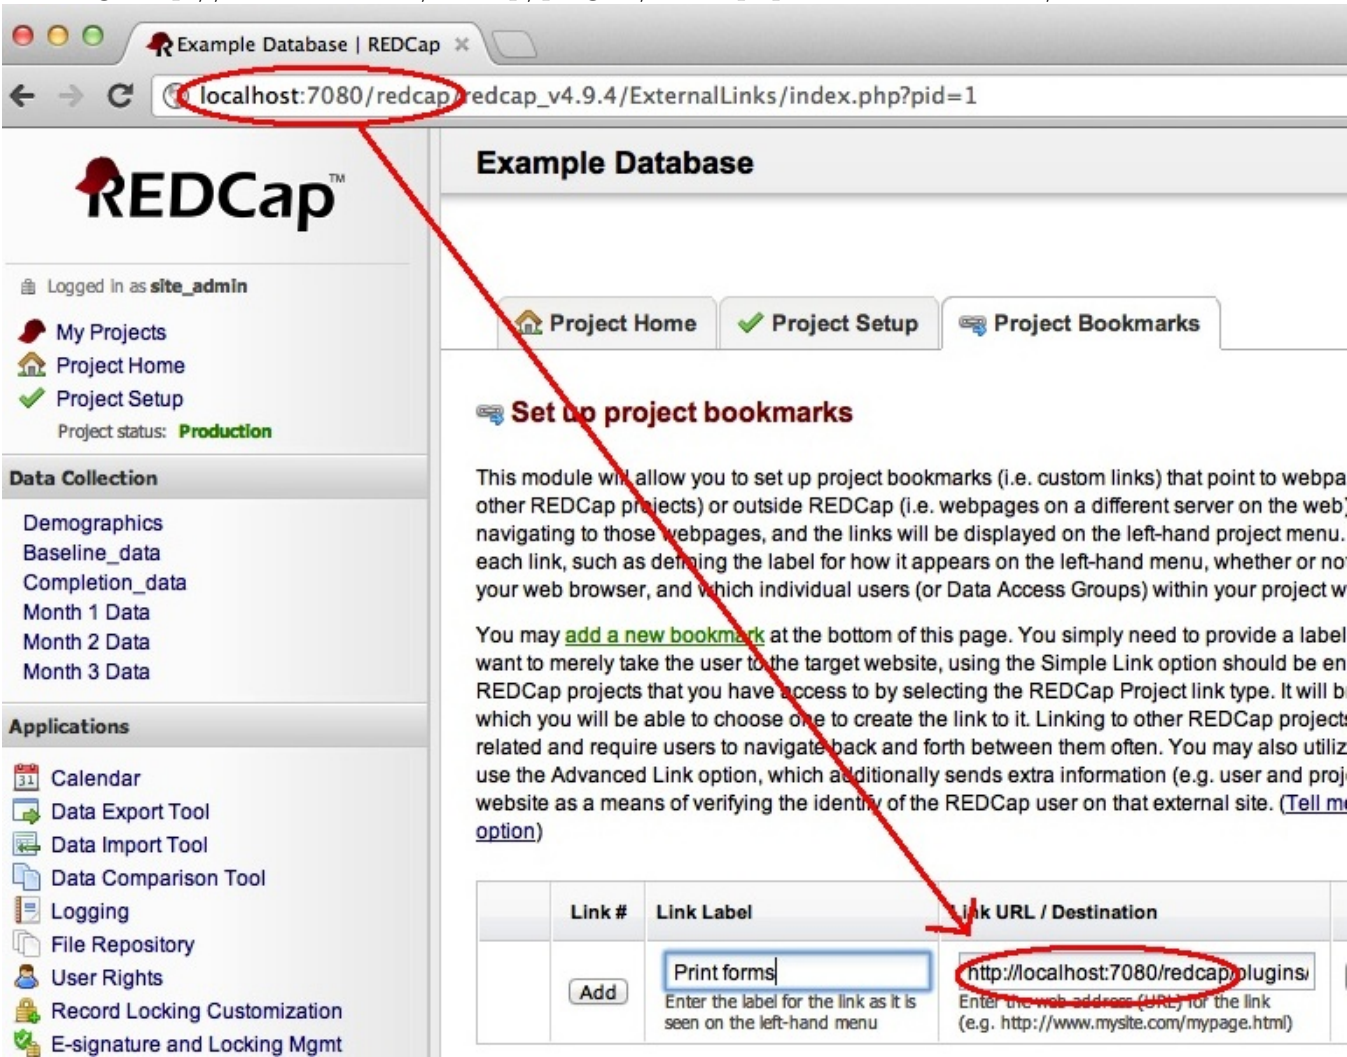 Example Database | REDCap
localhost:7080/redcap/redcap_v4.9.4/ExternalLinks/index.php?pid=1
REDCap™
Logged in as site_admin
My Projects
Project Home
Project Setup
Project status: Production
Data Collection
Demographics
Baseline_data
Completion_data
Month 1 Data
Month 2 Data
Month 3 Data
Applications
31 Calendar
Data Export Tool
Data Import Tool
Data Comparison Tool
Logging
File Repository
User Rights
Record Locking Customization
E-signature and Locking Mgmt
Example Database
Project Home
Project Setup
Project Bookmarks
Set up project bookmarks
This module will allow you to set up project bookmarks (i.e. custom links) that point to webpa
other REDCap projects) or outside REDCap (i.e. webpages on a different server on the web)
navigating to those webpages, and the links will be displayed on the left-hand project menu.
each link, such as defining the label for how it appears on the left-hand menu, whether or no
your web browser, and which individual users (or Data Access Groups) within your project w
You may add a new bookmark at the bottom of this page. You simply need to provide a label
want to merely take the user to the target website, using the Simple Link option should be en
REDCap projects that you have access to by selecting the REDCap Project link type. It will b
which you will be able to choose one to create the link to it. Linking to other REDCap projects
related and require users to navigate back and forth between them often. You may also utiliz
use the Advanced Link option, which additionally sends extra information (e.g. user and proj
website as a means of verifying the identify of the REDCap user on that external site. (Tell me
option)
Link # Link Label Link URL / Destination
Add Print forms http://localhost:7080/redcap/plugins/
Enter the label for the link as it is
seen on the left-hand menu
Enter the web address (URL) for the link
(e.g. http://www.mysite.com/mypage.html)